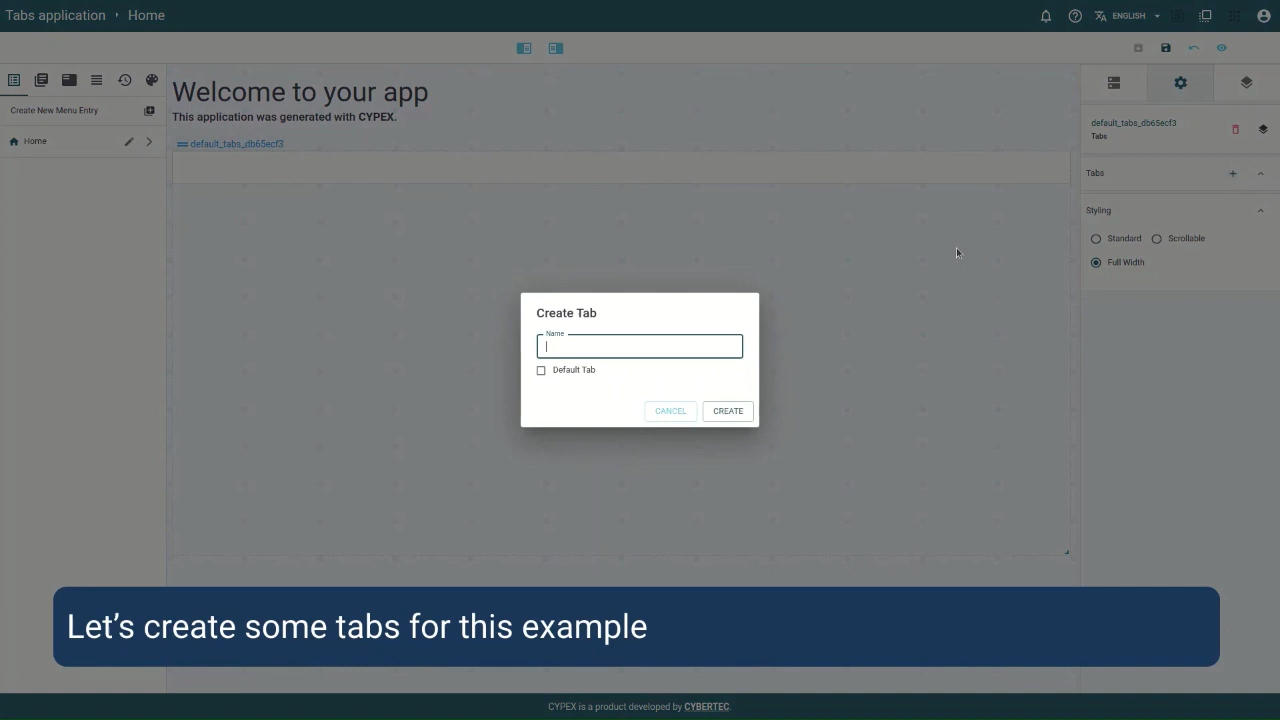 Tabs application › Home
ENGLISH
Create New Menu Entry
Home
Welcome to your app
This application was generated with CYPEX.
default_tabs_db65ecf3
default_tabs_db65ecf3
Tabs
Tabs
Styling
Standard
Scrollable
Full Width
Create Tab
Name
Default Tab
CANCEL
CREATE
Let’s create some tabs for this example
CYPEX is a product developed by CYBERTEC.